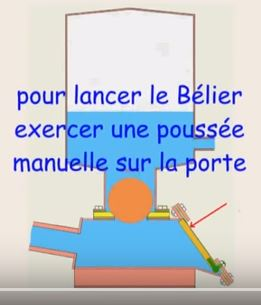 pour lancer le Bélier
exercer une poussée
manuelle sur la porte